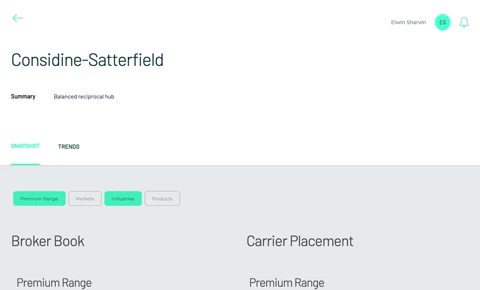 Elwin Sharvin ES
Considine-Satterfield
Summary Balanced reciprocal hub
SNAPSHOT TRENDS
Premium Range Markets Industries Products
Broker Book Carrier Placement
Premium Range Premium Range